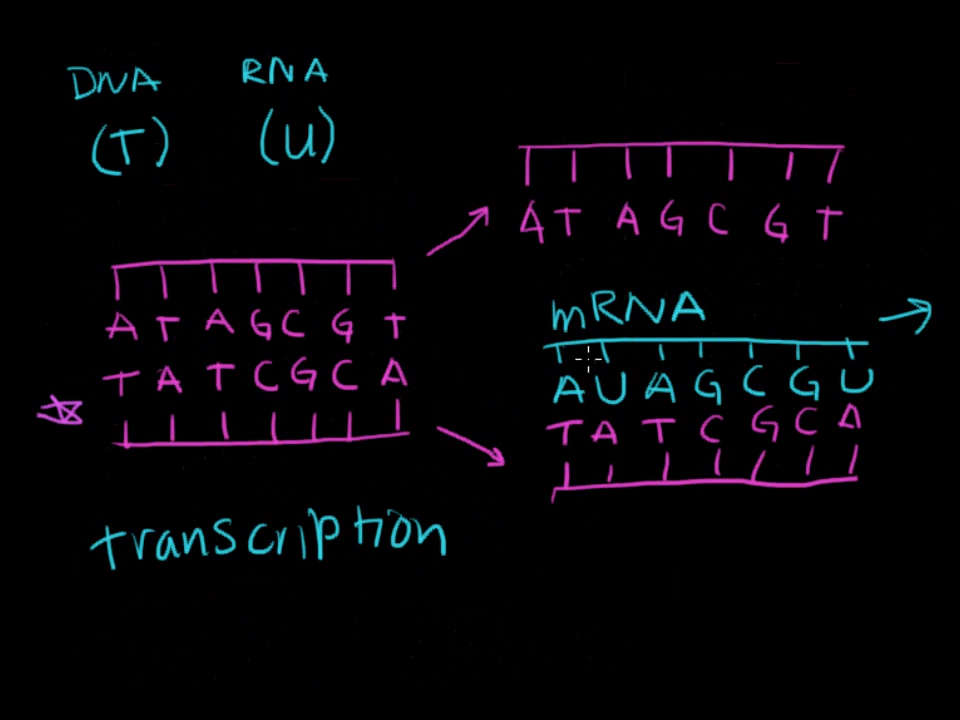 DNA RNA
(T) (U)
A T A G C G T
A T A G C G T
T A T C G C A
mRNA
A U A G C G U
T A T C G C A
transcription